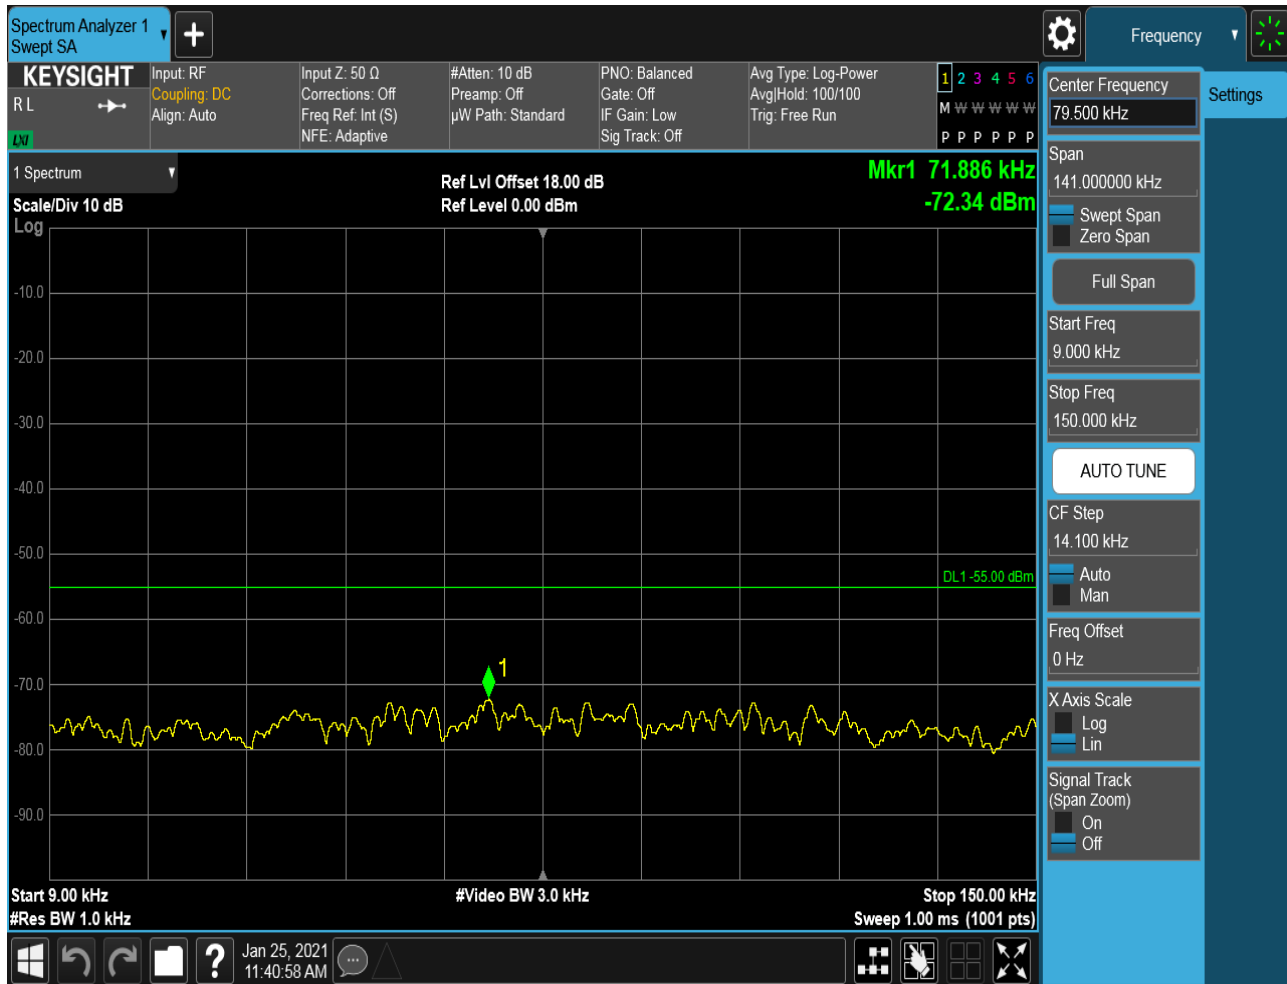 Spectrum Analyzer 1
Swept SA
+
Frequency
KEYSIGHT
R L
LXI
Input: RF
Coupling: DC
Align: Auto
Input Z: 50 Ω
Corrections: Off
Freq Ref: Int (S)
NFE: Adaptive
#Atten: 10 dB
Preamp: Off
µW Path: Standard
PNO: Balanced
Gate: Off
IF Gain: Low
Sig Track: Off
Avg Type: Log-Power
Avg|Hold: 100/100
Trig: Free Run
1 2 3 4 5 6
M W W W W W
P P P P P P
1 Spectrum
Scale/Div 10 dB
Log
Ref Lvl Offset 18.00 dB
Ref Level 0.00 dBm
Mkr1 71.886 kHz
-72.34 dBm
-10.0
-20.0
-30.0
-40.0
-50.0
DL1 -55.00 dBm
-60.0
1
-70.0
-80.0
-90.0
Start 9.00 kHz
#Video BW 3.0 kHz
Stop 150.00 kHz
#Res BW 1.0 kHz
Sweep 1.00 ms (1001 pts)
?
Jan 25, 2021
11:40:58 AM
Center Frequency
79.500 kHz
Settings
Span
141.000000 kHz
Swept Span
Zero Span
Full Span
Start Freq
9.000 kHz
Stop Freq
150.000 kHz
AUTO TUNE
CF Step
14.100 kHz
Auto
Man
Freq Offset
0 Hz
X Axis Scale
Log
Lin
Signal Track
(Span Zoom)
On
Off